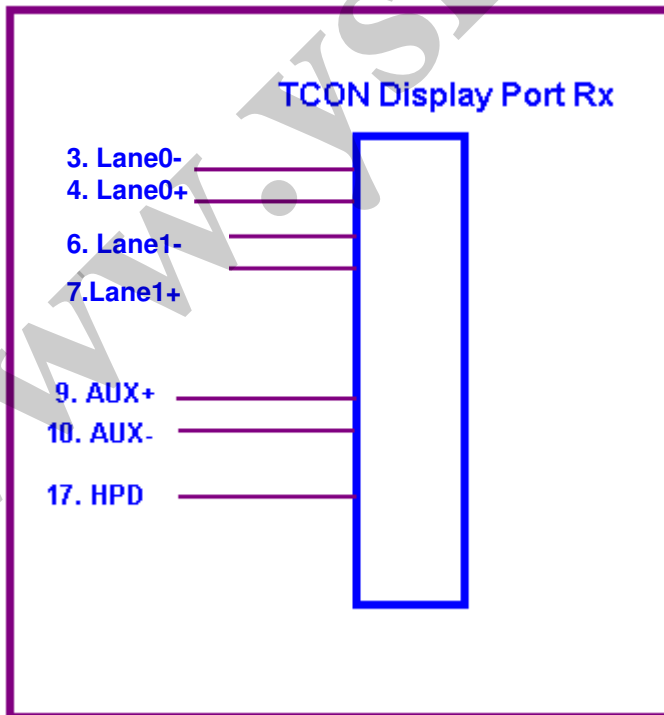 TCON Display Port Rx
3. Lane0-
4. Lane0+
6. Lane1-
7.Lane1+
9. AUX+
10. AUX-
17. HPD